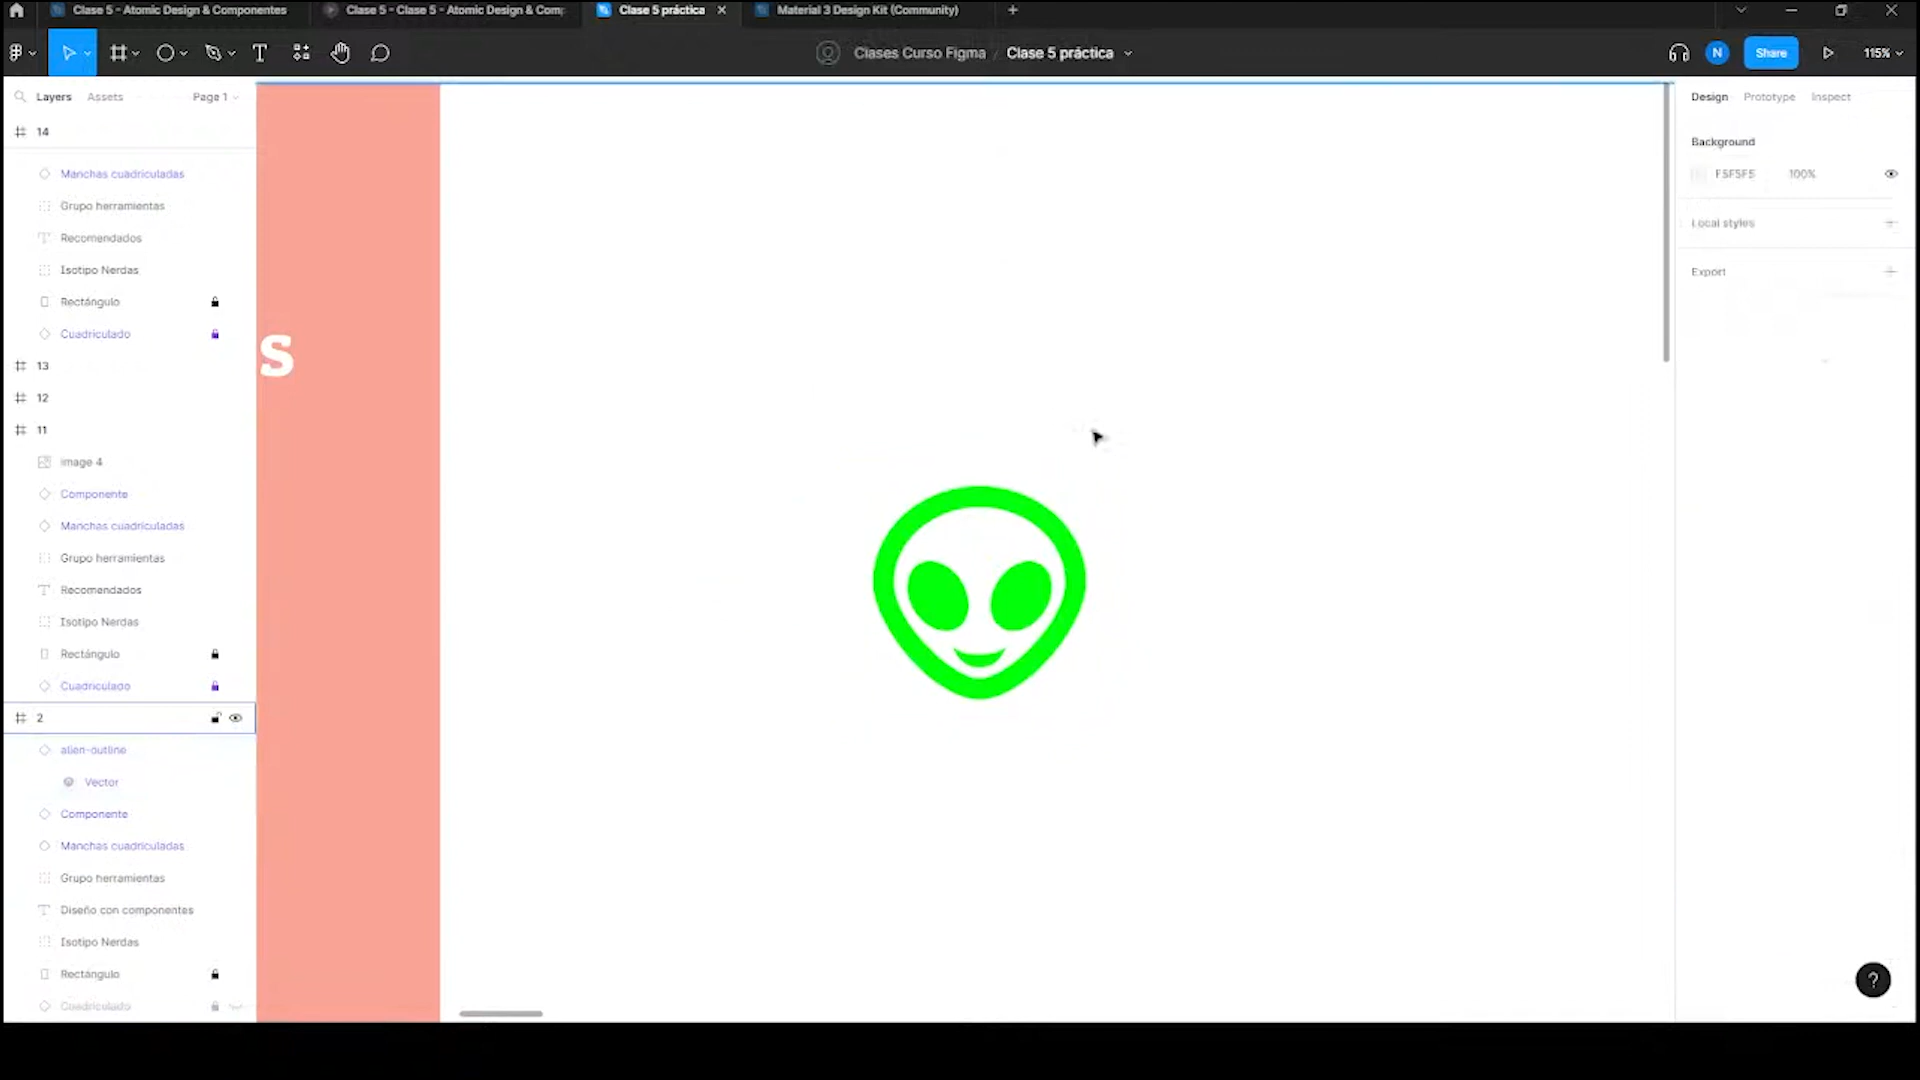 Clase 5 - Atomic Design & Componentes
Clase 5 - Clase 5 - Atomic Design & Com
Clase 5 práctica
Material 3 Design Kit (Community)
Clases Curso Figma / Clase 5 práctica
N
Share
115%
Layers
Assets
Page 1
14
Manchas cuadriculadas
Grupo herramientas
Recomendados
Isotipo Nerdas
Rectángulo
Cuadriculado
13
12
11
image 4
Componente
Manchas cuadriculadas
Grupo herramientas
Recomendados
Isotipo Nerdas
Rectángulo
Cuadriculado
2
alien-outline
Vector
Componente
Manchas cuadriculadas
Grupo herramientas
Diseño con componentes
Isotipo Nerdas
Rectángulo
Cuadriculado
s
Design
Prototype
Inspect
Background
F5F5F5
100%
Local styles
Export
?